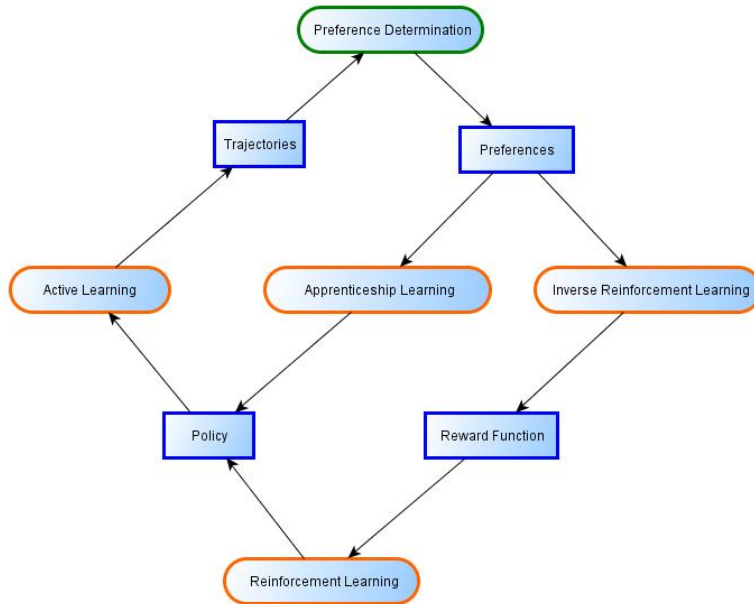 Preference Determination
Trajectories
Preferences
Active Learning
Apprenticeship Learning
Inverse Reinforcement Learning
Policy
Reward Function
Reinforcement Learning